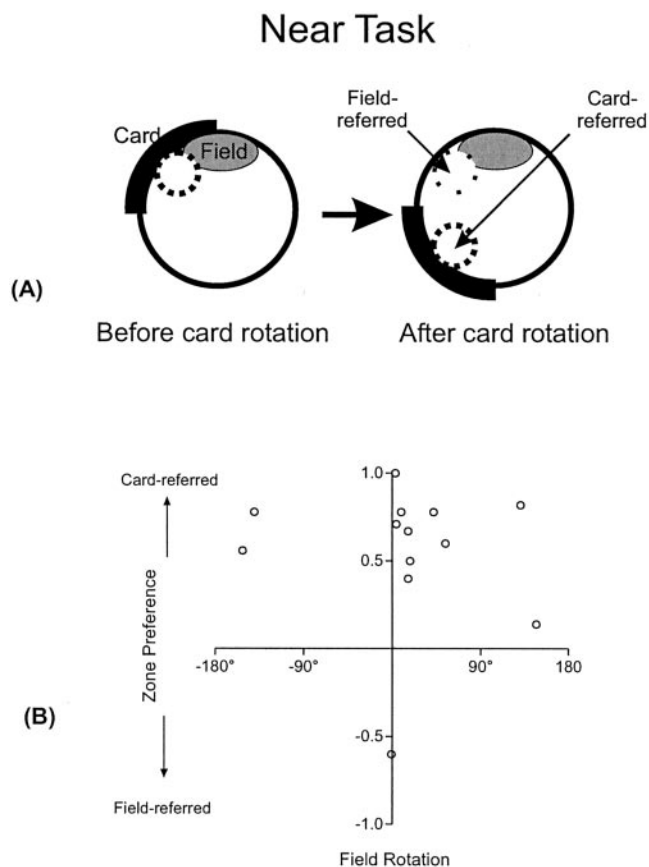 Near Task
Card
Field
Field-
referred
Card-
referred
(A)
Before card rotation
After card rotation
Card-referred
Zone Preference
Field-referred
(B)
1.0
0.5
-180°
-90°
90°
180
-0.5
-1.0
Field Rotation